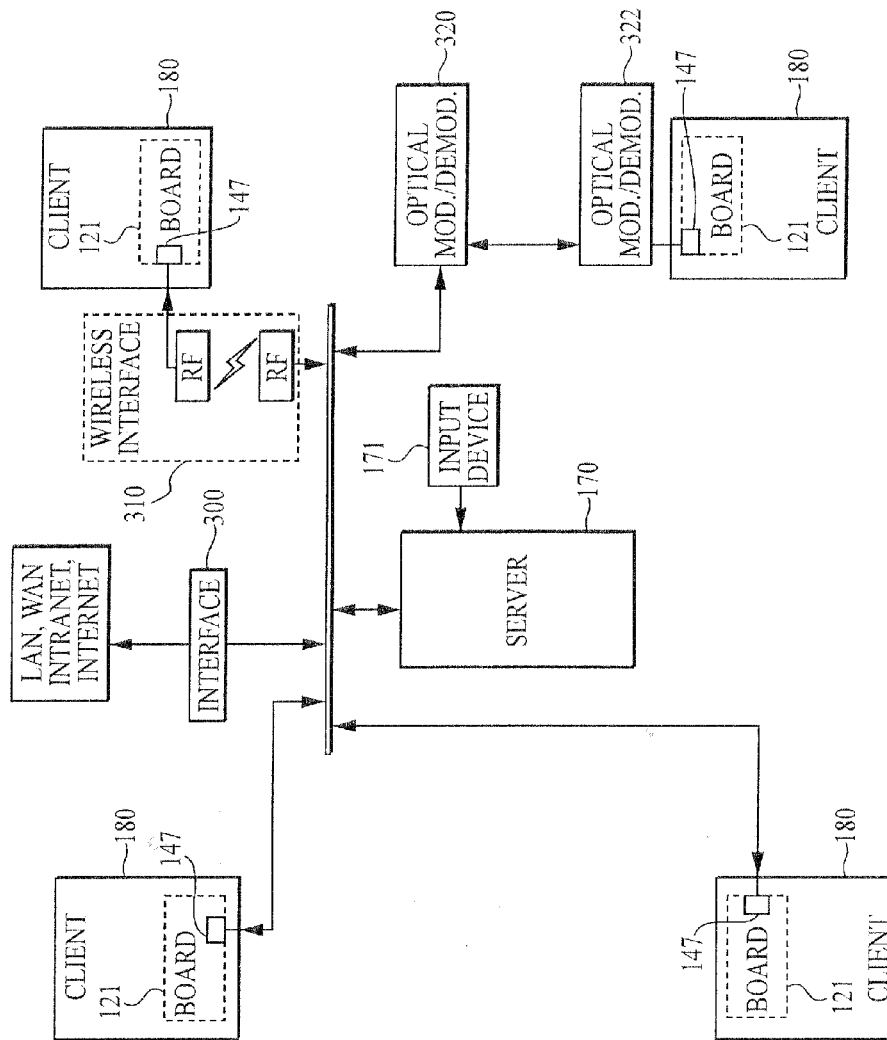 CLIENT
121
BOARD
147
180
LAN, WAN
INTRANET,
INTERNET
INTERFACE
300
310
WIRELESS
INTERFACE
RF
RF
CLIENT
121
BOARD
147
180
SERVER
170
171
INPUT
DEVICE
OPTICAL
MOD./DEMOD.
320
OPTICAL
MOD./DEMOD.
322
147
BOARD
121
CLIENT
180
147
BOARD
121
CLIENT
180